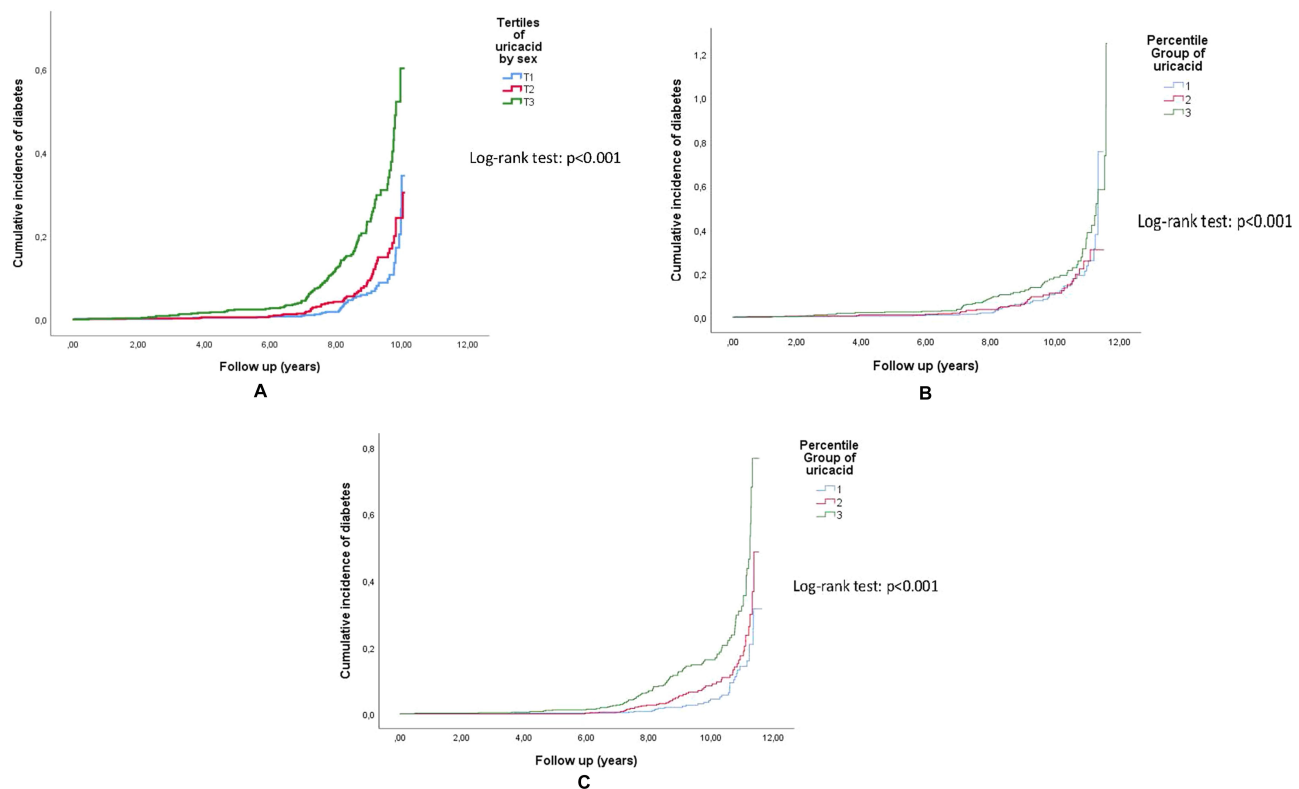 Tertiles
of
uricacid
by sex
T1
T2
T3
Log-rank test: p<0.001
Cumulative incidence of diabetes
0,6
0,4
0,2
0,0
,00 2,00 4,00 6,00 8,00 10,00 12,00
Follow up (years)
A
Percentile
Group of
uricacid
1
2
3
Log-rank test: p<0.001
Cumulative incidence of diabetes
1,2
1,0
0,8
0,6
0,4
0,2
0,0
,00 2,00 4,00 6,00 8,00 10,00 12,00
Follow up (years)
B
Percentile
Group of
uricacid
1
2
3
Log-rank test: p<0.001
Cumulative incidence of diabetes
0,8
0,6
0,4
0,2
0,0
,00 2,00 4,00 6,00 8,00 10,00 12,00
Follow up (years)
C